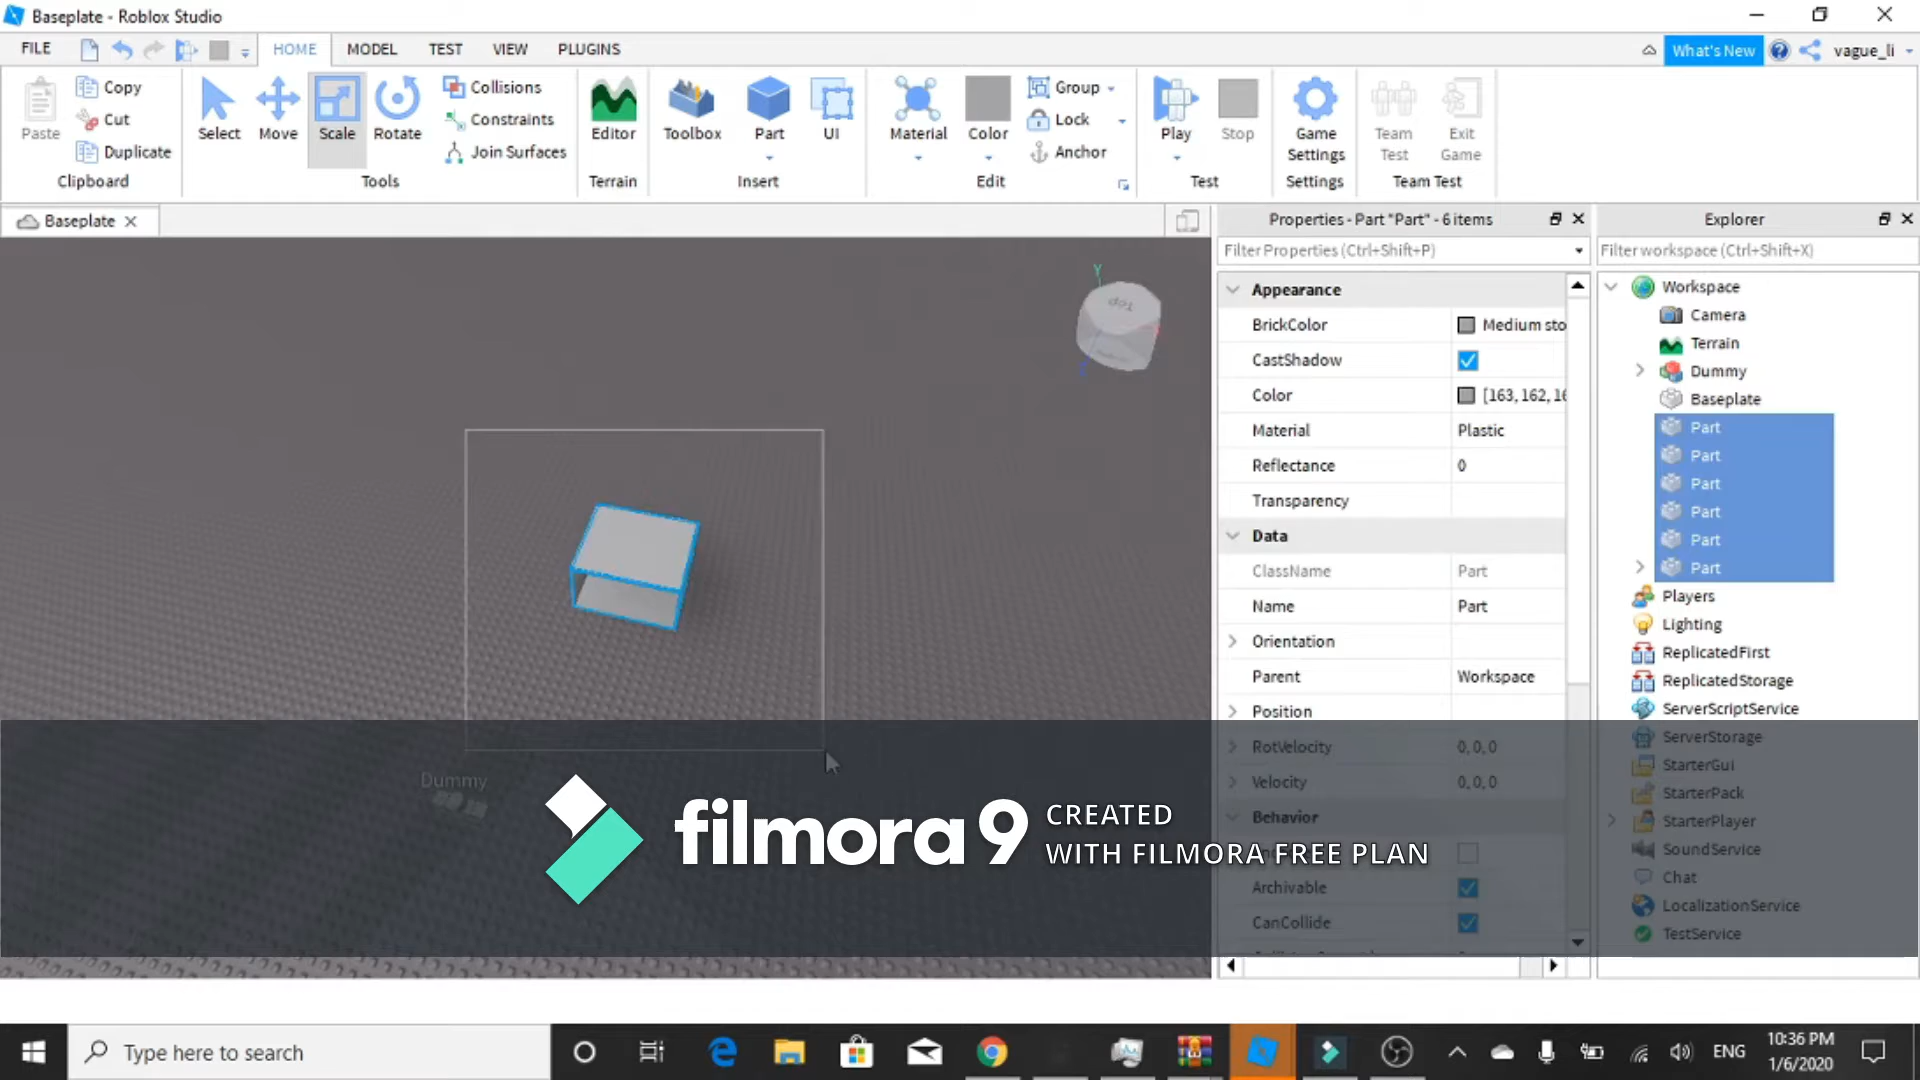 Baseplate - Roblox Studio
FILE HOME MODEL TEST VIEW PLUGINS What's New vague_li
Copy
Cut
Duplicate
Paste
Clipboard
Select Move Scale Rotate
Collisions
Constraints
Join Surfaces
Tools
Editor
Terrain
Toolbox Part UI
Insert
Material Color
Group
Lock
Anchor
Edit
Play Stop
Test
Game
Settings
Settings
Team
Test
Exit
Game
Team Test
Baseplate
Y
Top
Dummy
Properties - Part "Part" - 6 items
Filter Properties (Ctrl+Shift+P)
Appearance
BrickColor Medium sto
CastShadow
Color [163, 162, 16
Material Plastic
Reflectance 0
Transparency
Data
ClassName Part
Name Part
Orientation
Parent Workspace
Position
RotVelocity 0, 0, 0
Velocity 0, 0, 0
Behavior
Archivable
CanCollide
Explorer
Filter workspace (Ctrl+Shift+X)
Workspace
Camera
Terrain
Dummy
Baseplate
Part
Part
Part
Part
Part
Part
Players
Lighting
ReplicatedFirst
ReplicatedStorage
ServerScriptService
ServerStorage
StarterGui
StarterPack
StarterPlayer
SoundService
Chat
LocalizationService
TestService
filmora 9
CREATED
WITH FILMORA FREE PLAN
Type here to search
ENG
10:36 PM
1/6/2020